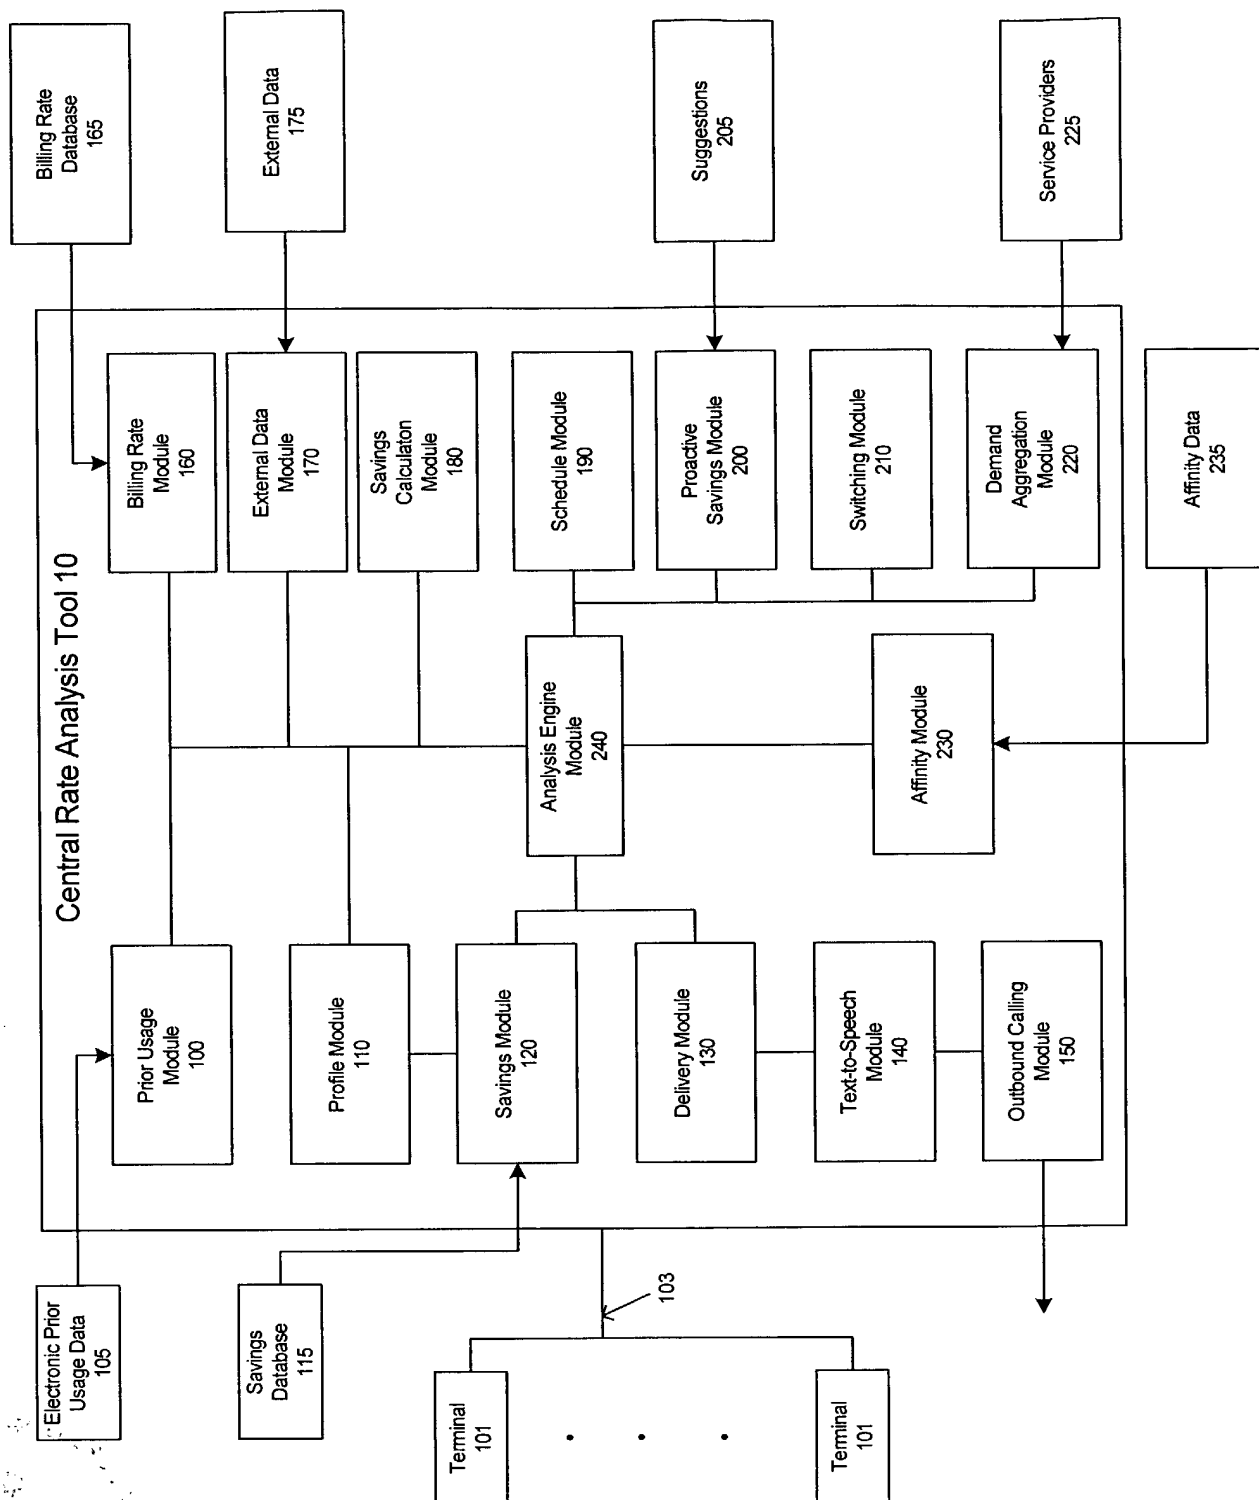 Central Rate Analysis Tool 10
Electronic Prior
Usage Data
105
Savings
Database
115
Terminal
101
Terminal
101
103
Prior Usage
Module
100
Profile Module
110
Savings Module
120
Delivery Module
130
Text-to-Speech
Module
140
Outbound Calling
Module
150
Analysis Engine
Module
240
Affinity Module
230
Billing Rate
Module
160
External Data
Module
170
Savings
Calculaton
Module
180
Schedule Module
190
Proactive
Savings Module
200
Switching Module
210
Demand
Aggregation
Module
220
Billing Rate
Database
165
External Data
175
Suggestions
205
Service Providers
225
Affinity Data
235